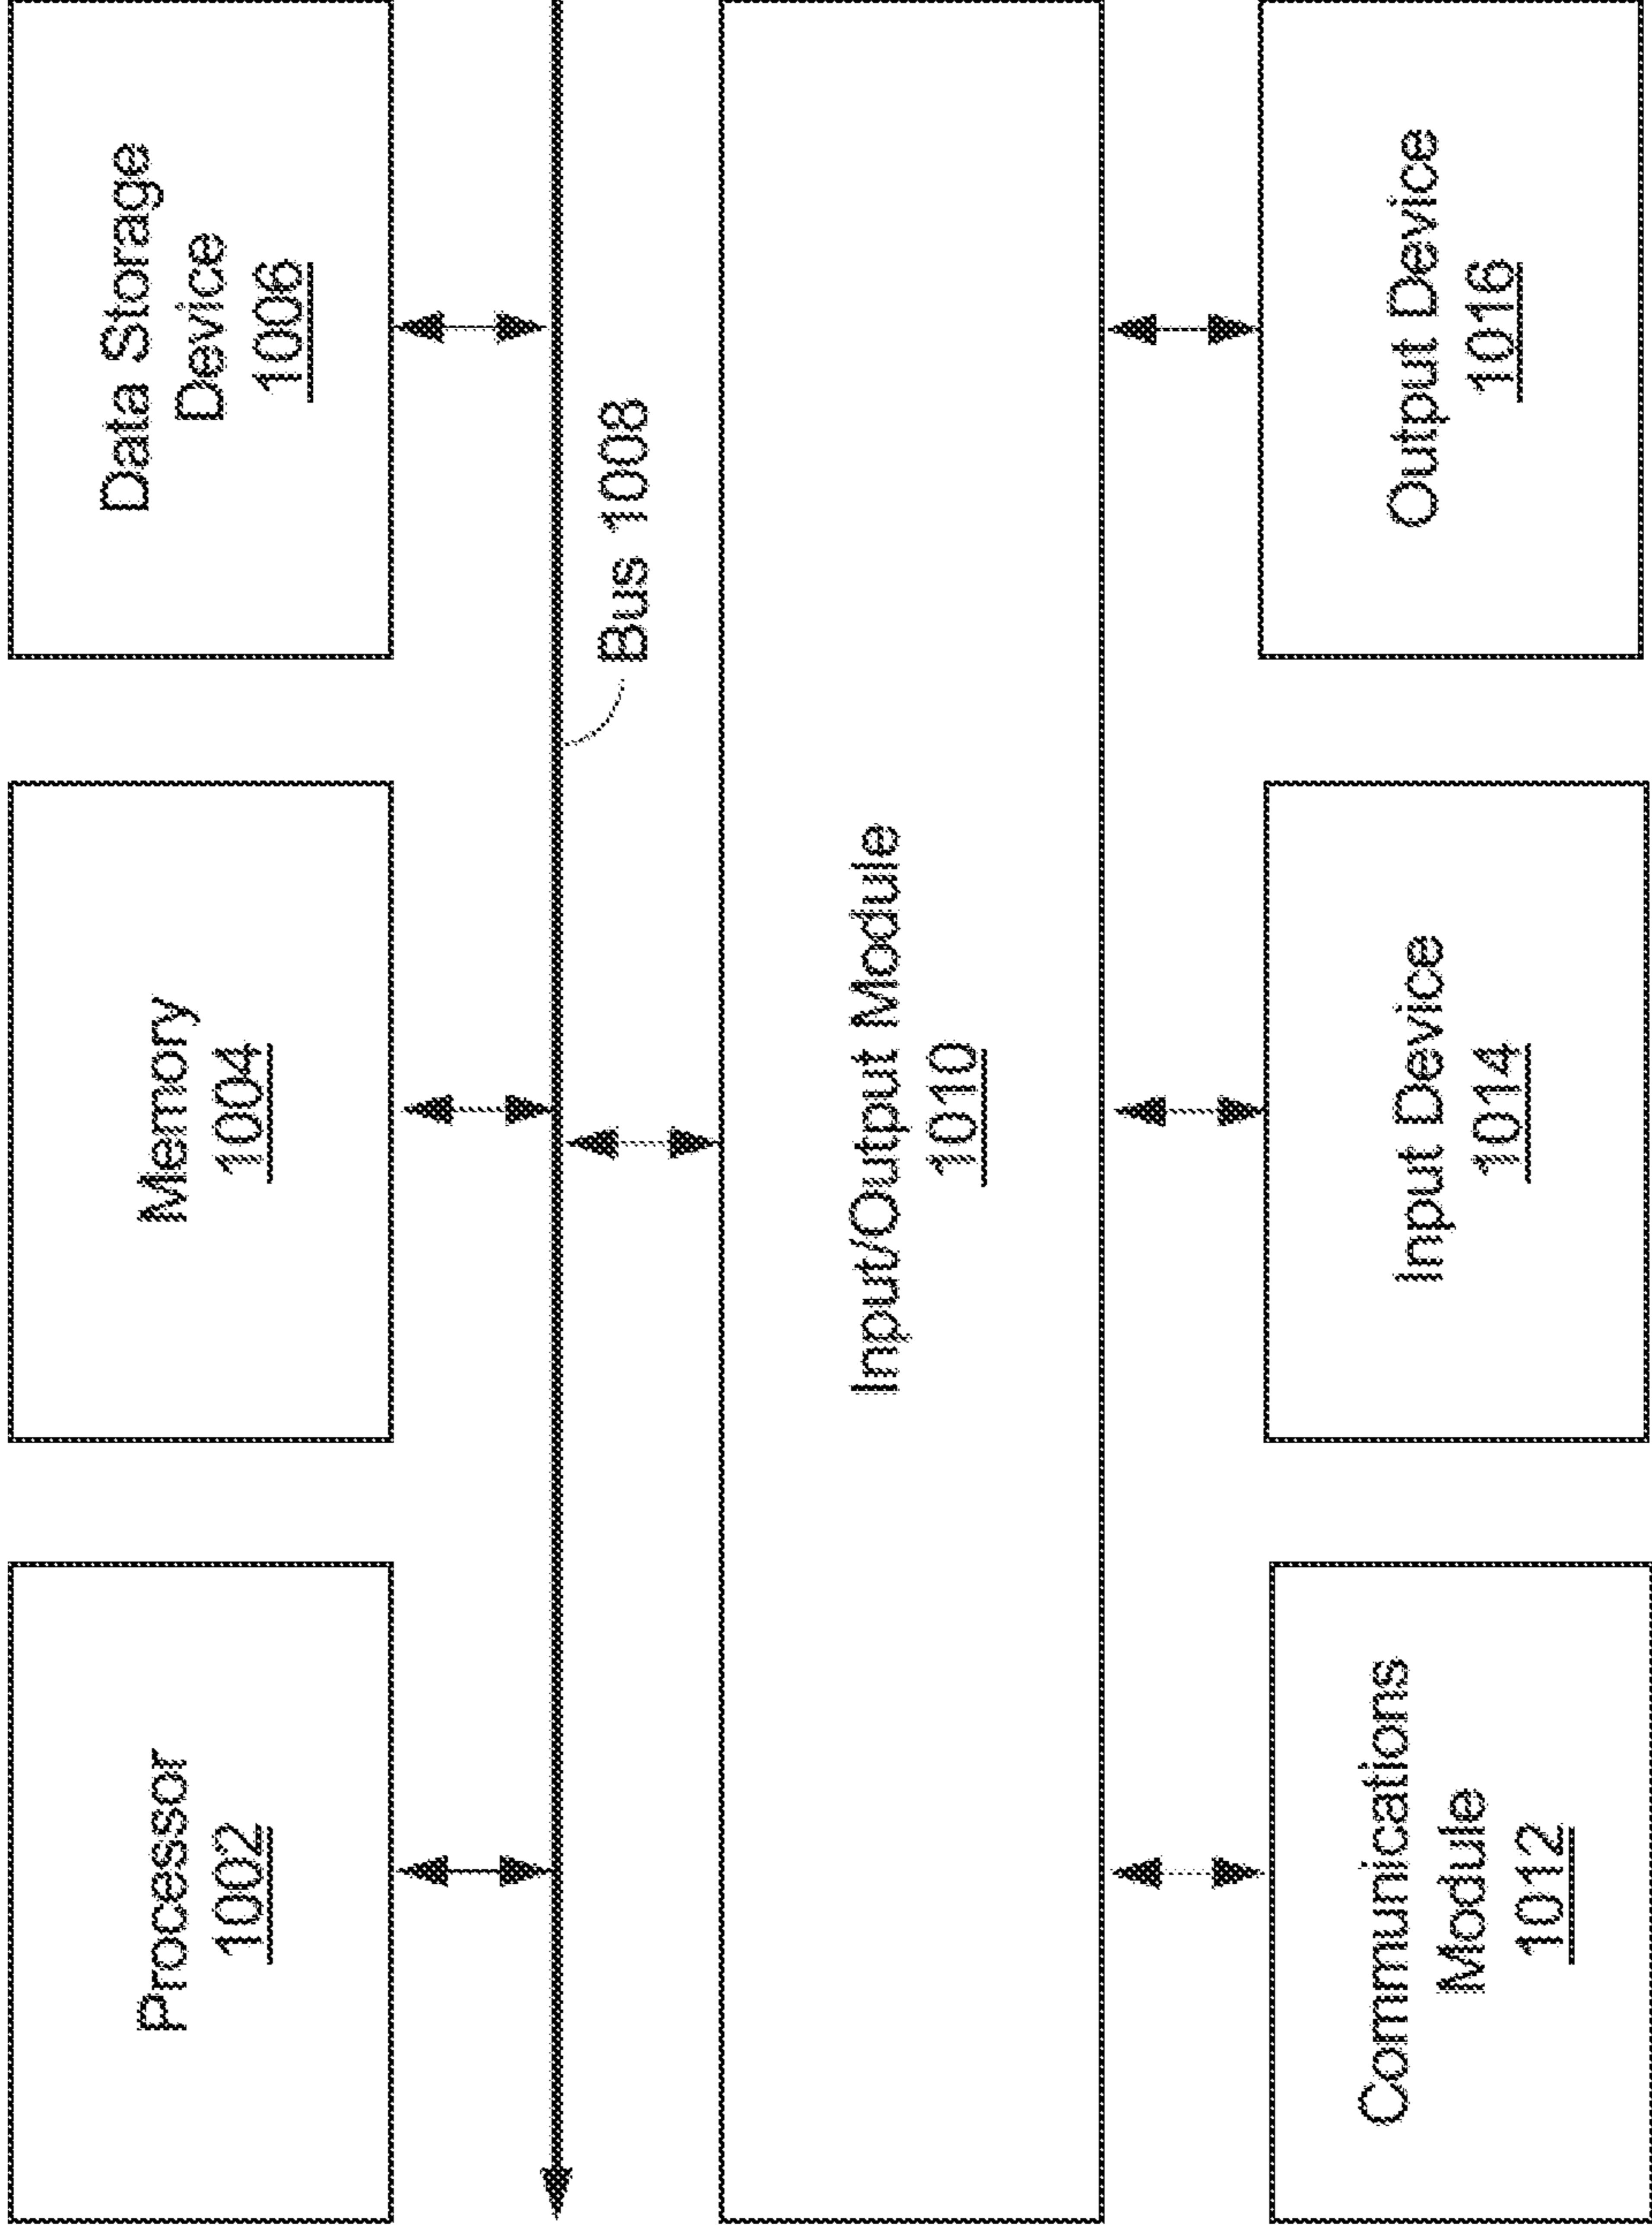 Processor
1002
Memory
1004
Data Storage
Device
1006
Bus 1008
Input/Output Module
1010
Communications
Module
1012
Input Device
1014
Output Device
1016